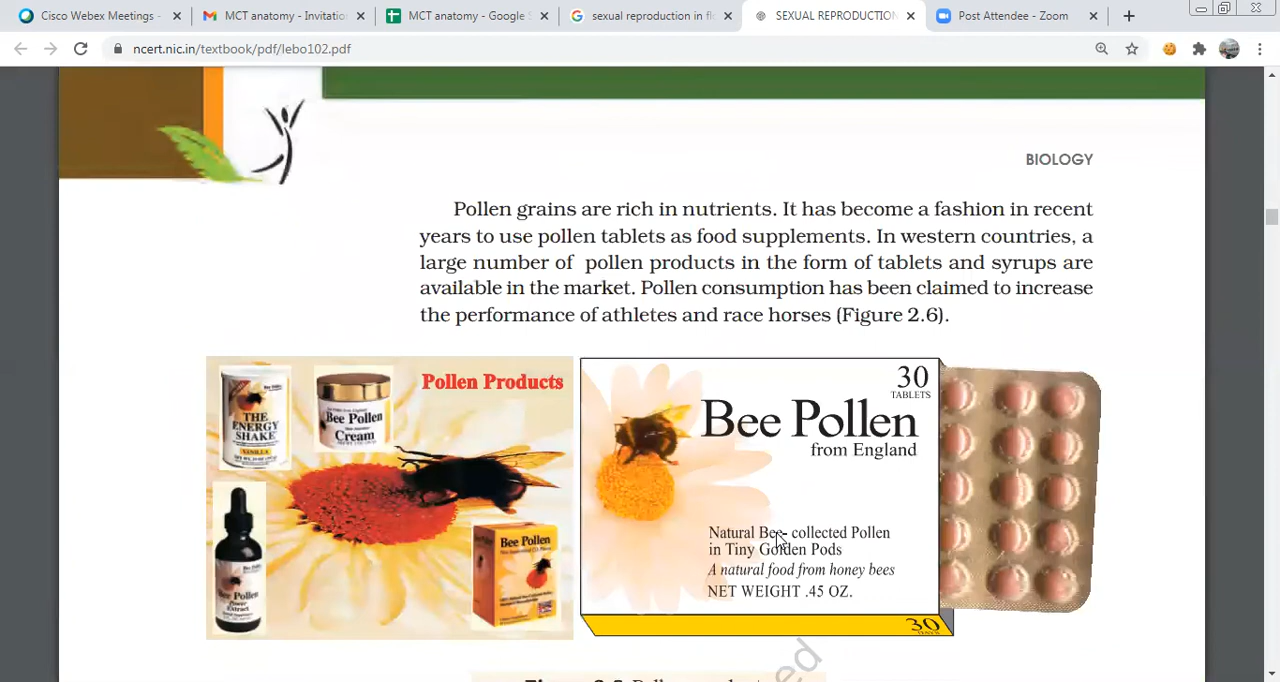 Cisco Webex Meetings -
MCT anatomy - Invitatio
MCT anatomy - Google S
sexual reproduction in fl
SEXUAL REPRODUCTION
Post Attendee - Zoom
ncert.nic.in/textbook/pdf/lebo102.pdf
BIOLOGY
Pollen grains are rich in nutrients. It has become a fashion in recent
years to use pollen tablets as food supplements. In western countries, a
large number of pollen products in the form of tablets and syrups are
available in the market. Pollen consumption has been claimed to increase
the performance of athletes and race horses (Figure 2.6).
Pollen Products
THE
ENERGY
SHAKE
VANILLA
Bee Pollen
Cream
Bee Pollen
Power
Extract
Bee Pollen
30
TABLETS
Bee Pollen
from England
Natural Bee- collected Pollen
in Tiny Golden Pods
A natural food from honey bees
NET WEIGHT .45 OZ.
30